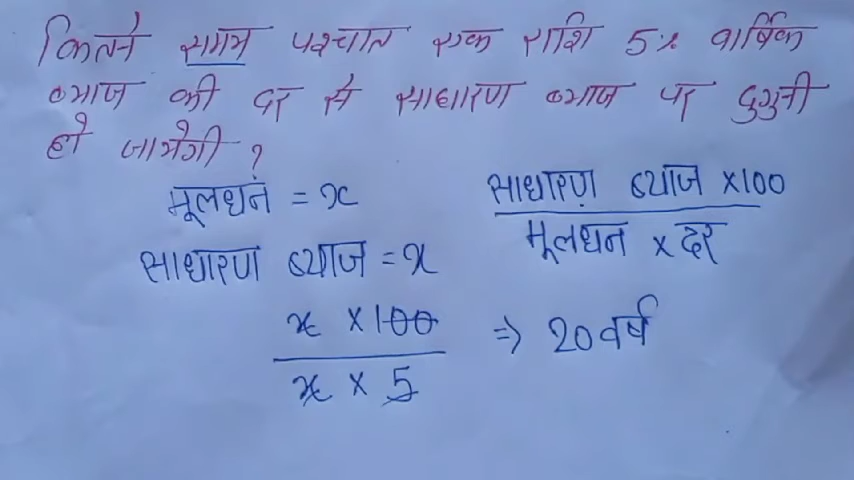 कितने समय पश्चात एक राशि 5% वार्षिक
ब्याज की दर से साधारण ब्याज पर दुगुनी
हो जायेगी ?
मूलधन = x
साधारण ब्याज ×100
मूलधन × दर
साधारण ब्याज = x
x × 100
x × 5
⇒ 20 वर्ष